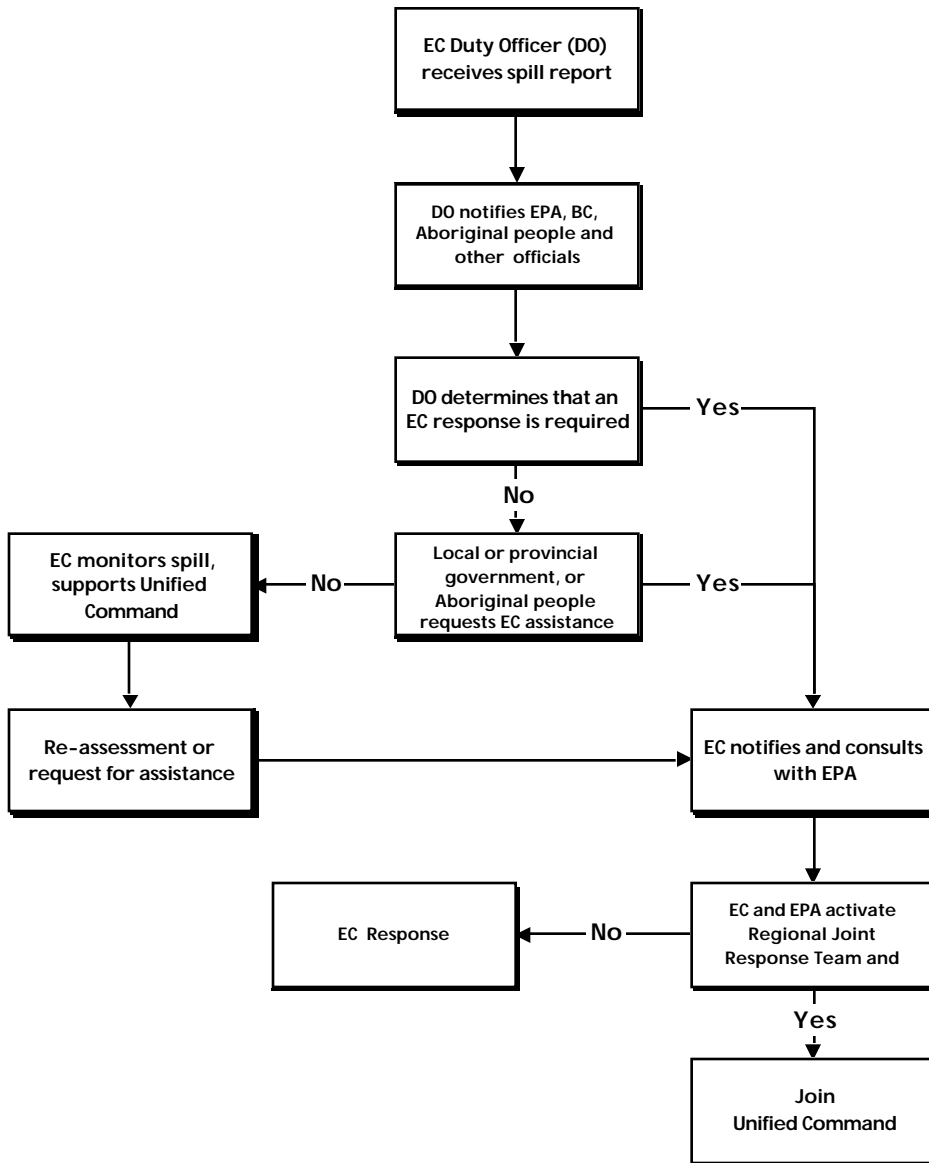 EC Duty Officer (DO)
receives spill report
DO notifies EPA, BC,
Aboriginal people and
other officials
DO determines that an
EC response is required
Yes
No
EC monitors spill,
supports Unified
Command
No
Local or provincial
government, or
Aboriginal people
requests EC assistance
Yes
Re-assessment or
request for assistance
EC notifies and consults
with EPA
EC Response
No
EC and EPA activate
Regional Joint
Response Team and
Yes
Join
Unified Command